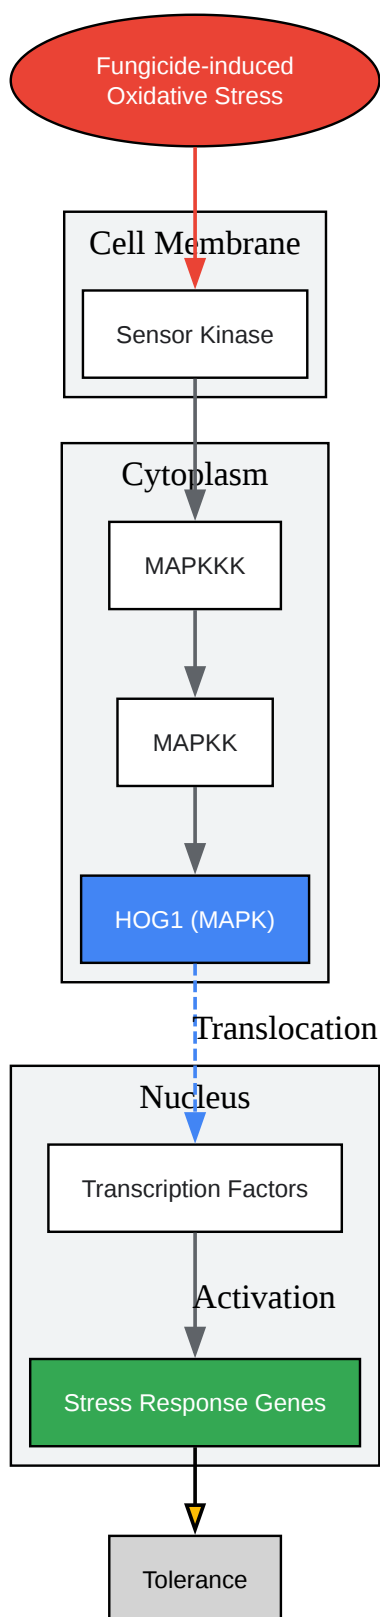 Fungicide-induced
Oxidative Stress
Cell Membrane
Sensor Kinase
Cytoplasm
MAPKKK
MAPKK
HOG1 (MAPK)
Translocation
Nucleus
Transcription Factors
Activation
Stress Response Genes
Tolerance